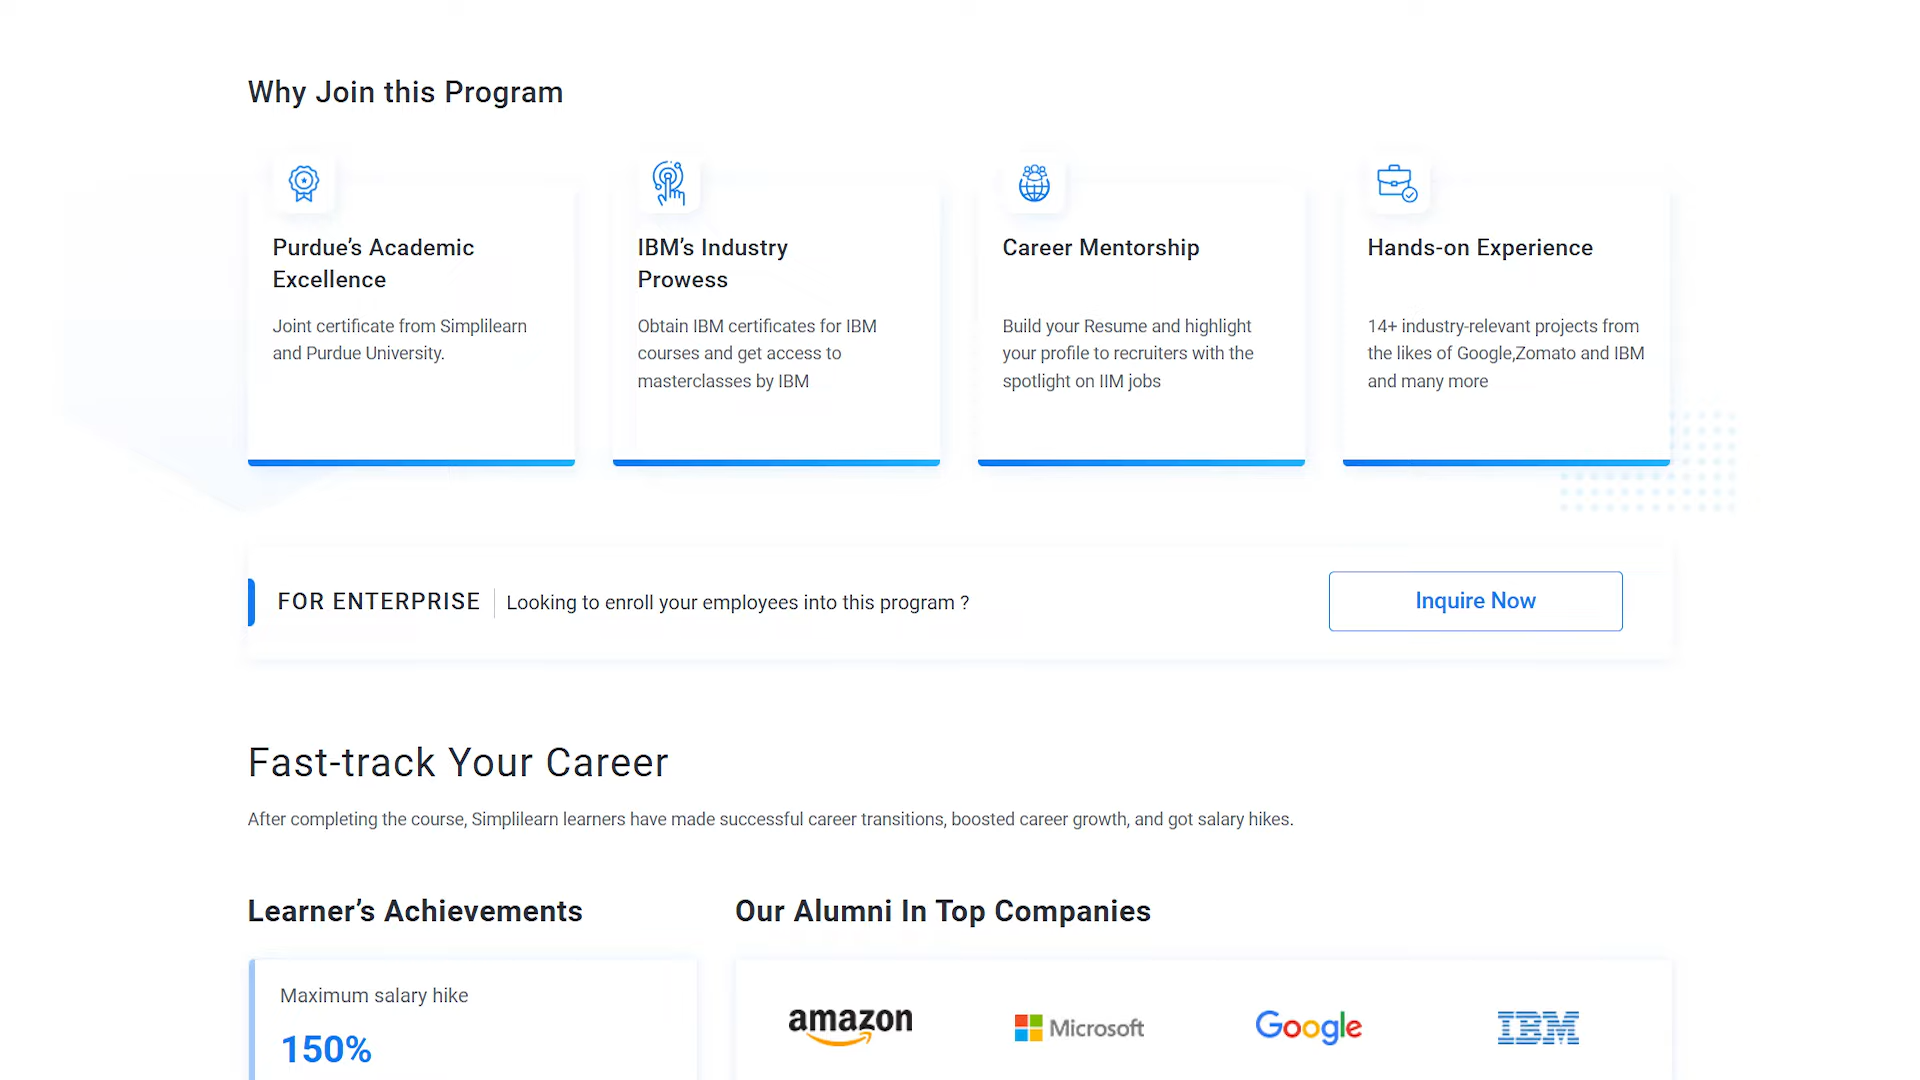 Why Join this Program
Purdue’s Academic
Excellence
Joint certificate from Simplilearn
and Purdue University.
IBM’s Industry
Prowess
Obtain IBM certificates for IBM
courses and get access to
masterclasses by IBM
Career Mentorship
Build your Resume and highlight
your profile to recruiters with the
spotlight on IIM jobs
Hands-on Experience
14+ industry-relevant projects from
the likes of Google,Zomato and IBM
and many more
FOR ENTERPRISE
Looking to enroll your employees into this program ?
Inquire Now
Fast-track Your Career
After completing the course, Simplilearn learners have made successful career transitions, boosted career growth, and got salary hikes.
Learner’s Achievements
Maximum salary hike
150%
Our Alumni In Top Companies
amazon
Microsoft
Google
IBM